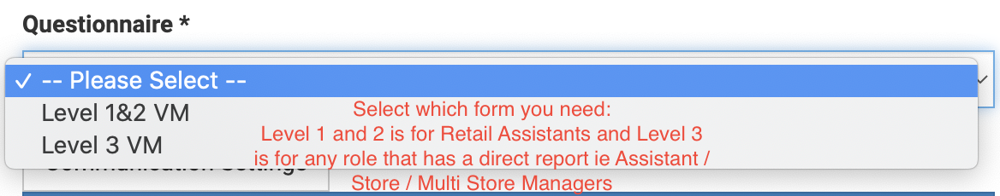 Questionnaire *
✓ -- Please Select --
Level 1&2 VM
Level 3 VM
Select which form you need:
Level 1 and 2 is for Retail Assistants and Level 3
is for any role that has a direct report ie Assistant /
Store / Multi Store Managers
Communication Settings